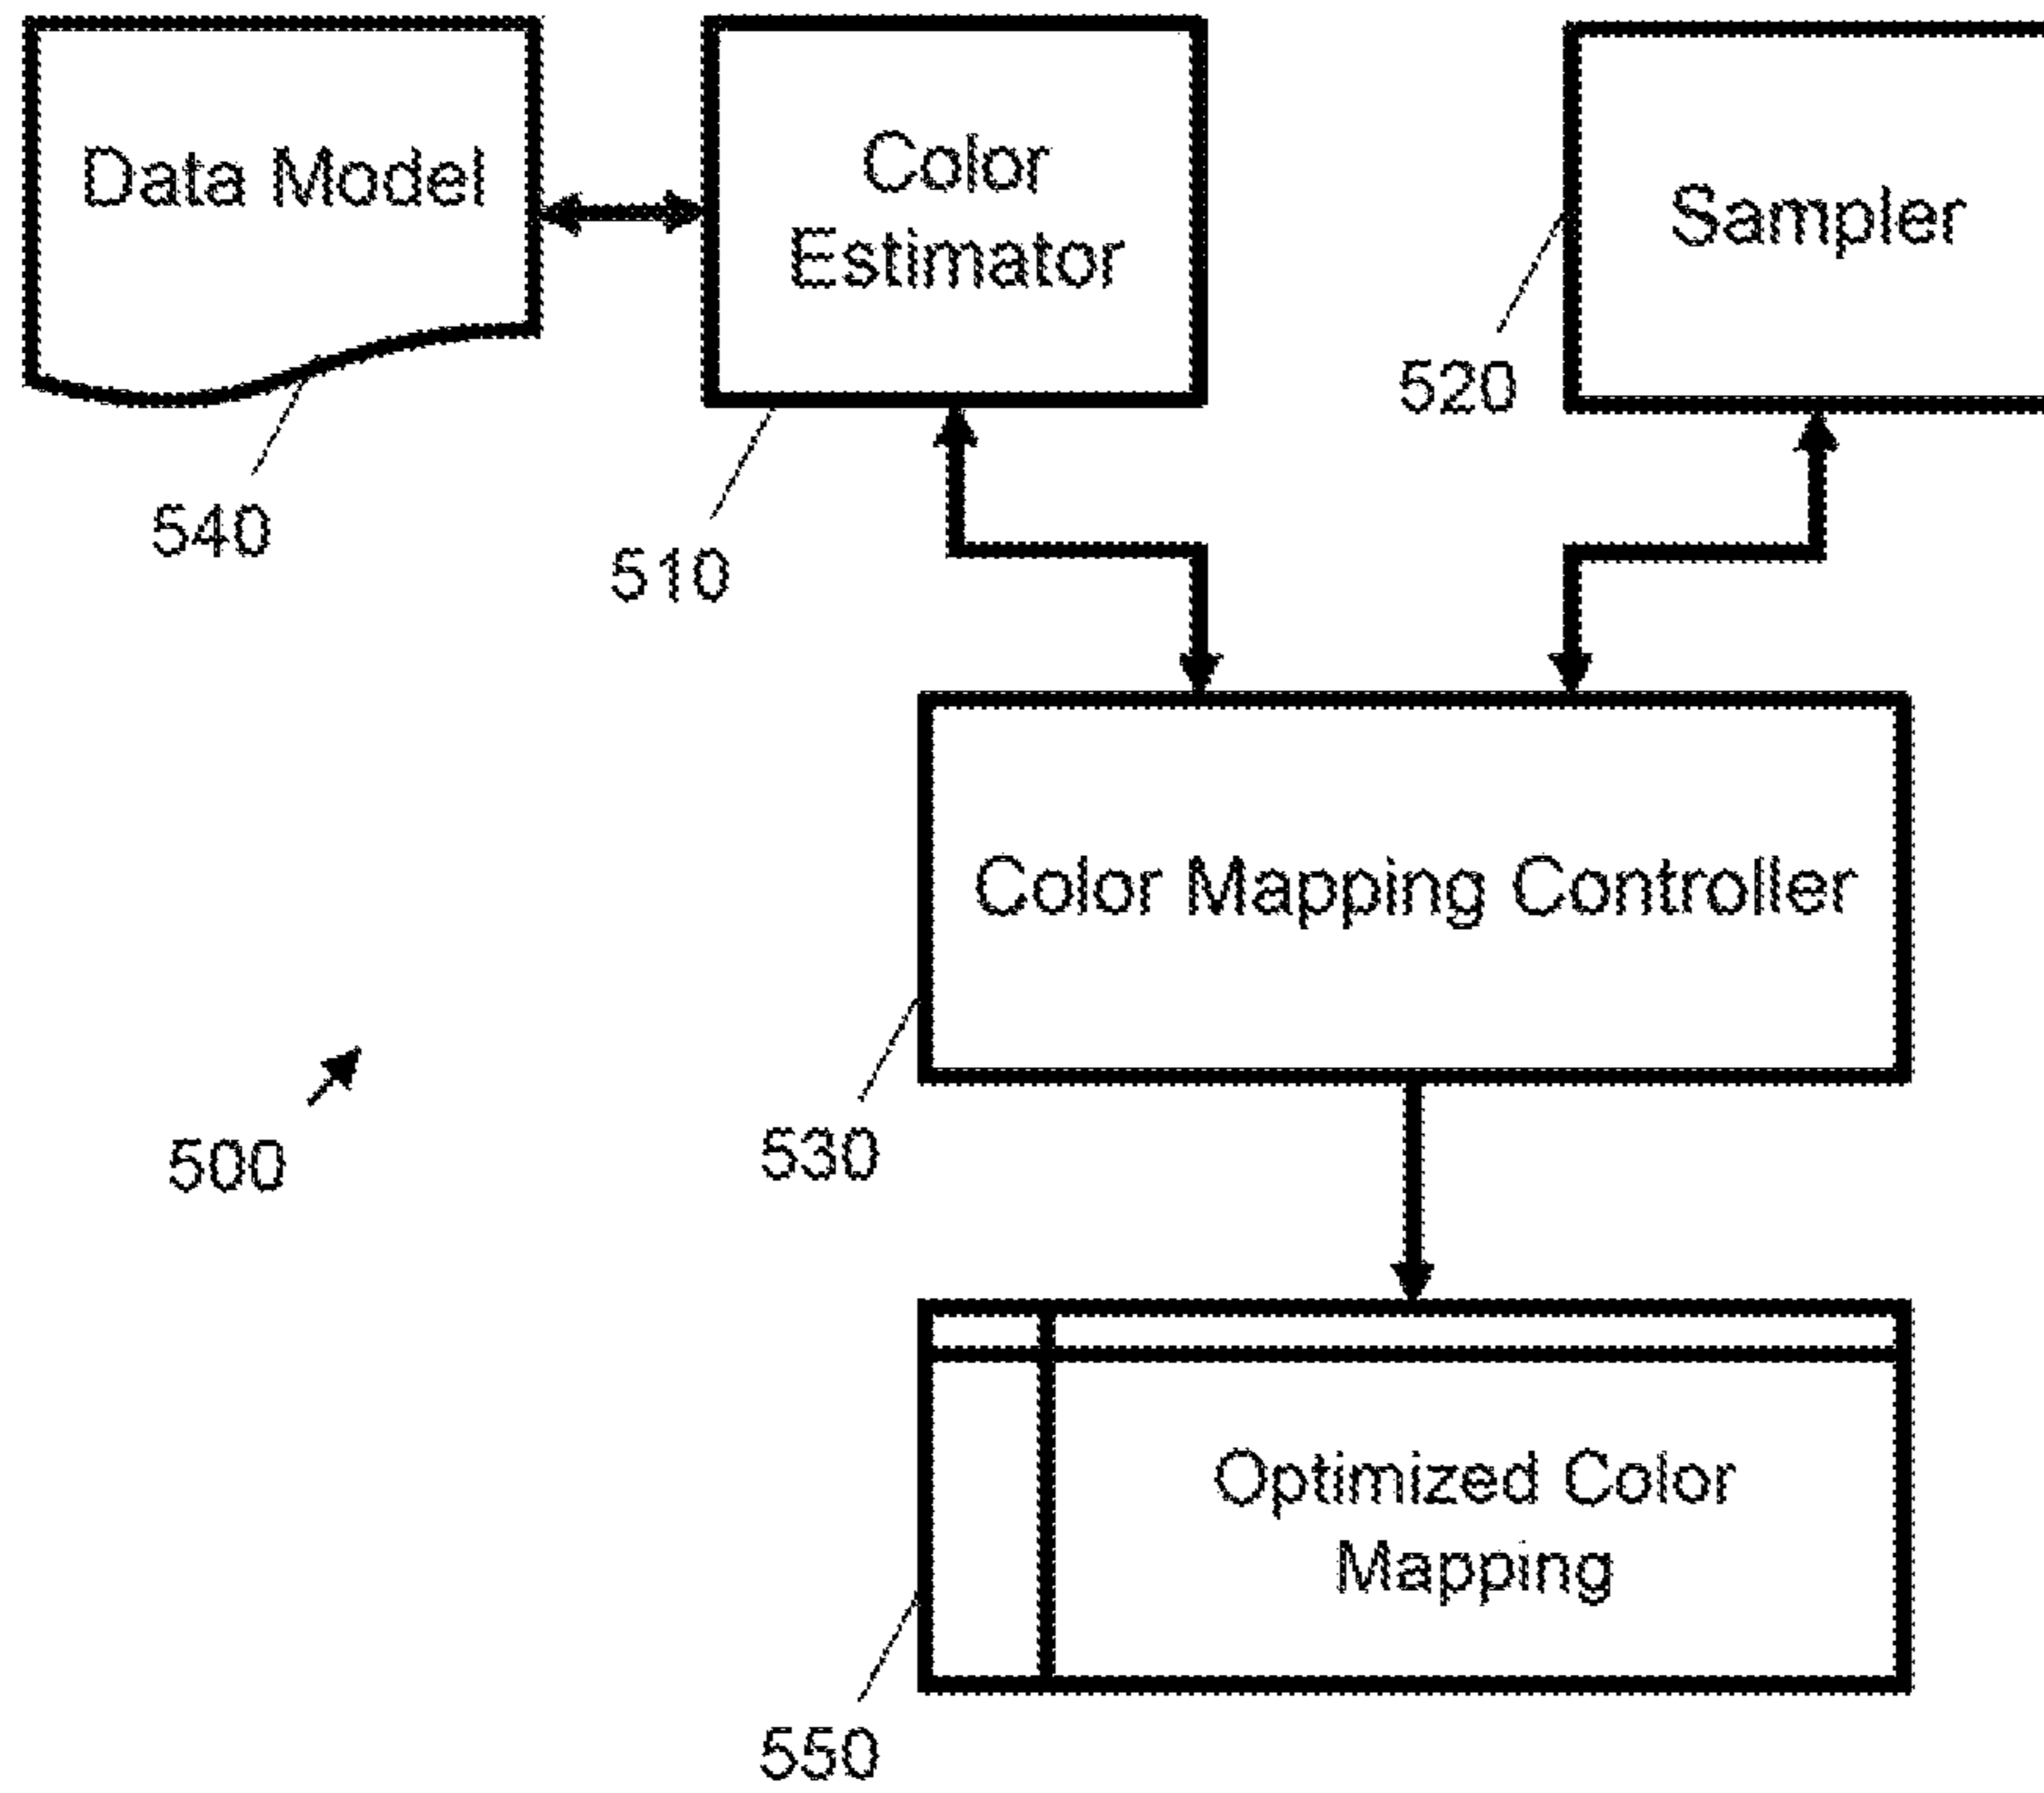 Data Model
Color
Estimator
Sampler
520
540
510
Color Mapping Controller
530
500
Optimized Color
Mapping
550